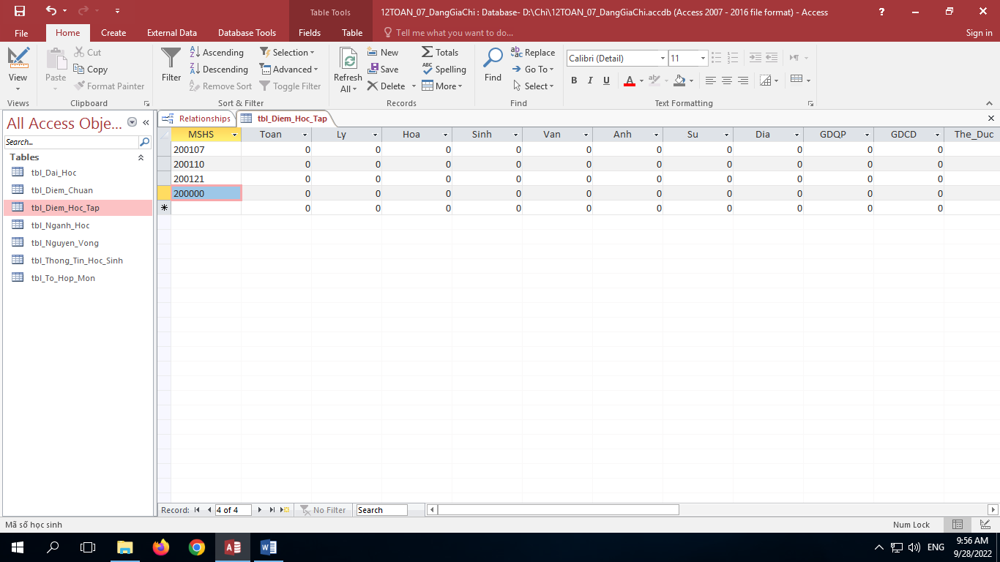 Table Tools
12TOAN_07_DangGiaChi : Database- D:\Chi\12TOAN_07_DangGiaChi.accdb (Access 2007 - 2016 file format) - Access
?
File Home Create External Data Database Tools Fields Table Tell me what you want to do... Sign in
View
Views
Paste
Cut
Copy
Format Painter
Clipboard
Filter
Ascending
Descending
Remove Sort
Selection
Advanced
Toggle Filter
Sort & Filter
Refresh
All
New
Save
Delete
Totals
Spelling
More
Records
Find
Replace
Go To
Select
Find
Calibri (Detail) 11
B I U A
Text Formatting
All Access Obje...
Search...
Tables
tbl_Dai_Hoc
tbl_Diem_Chuan
tbl_Diem_Hoc_Tap
tbl_Nganh_Hoc
tbl_Nguyen_Vong
tbl_Thong_Tin_Hoc_Sinh
tbl_To_Hop_Mon
Relationships tbl_Diem_Hoc_Tap
MSHS Toan Ly Hoa Sinh Van Anh Su Dia GDQP GDCD The_Duc
200107 0 0 0 0 0 0 0 0 0 0
200110 0 0 0 0 0 0 0 0 0 0
200121 0 0 0 0 0 0 0 0 0 0
200000 0 0 0 0 0 0 0 0 0 0
* 0 0 0 0 0 0 0 0 0 0
Record: 4 of 4 No Filter Search
Mã số học sinh Num Lock
ENG
9:56 AM
9/28/2022